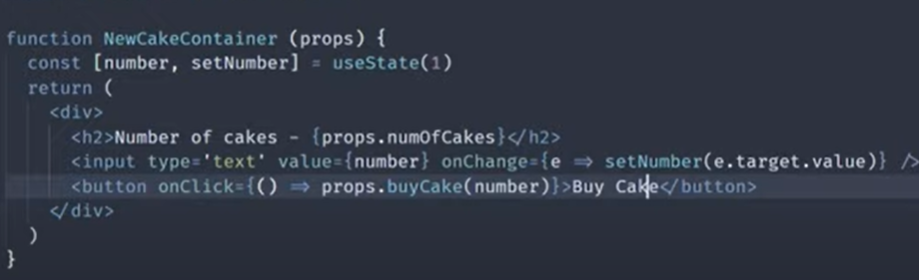 function NewCakeContainer (props) {
const [number, setNumber] = useState(1)
return (
<div>
<h2>Number of cakes - {props.numOfCakes}</h2>
<input type='text' value={number} onChange={e => setNumber(e.target.value)} />
<button onClick={() => props.buyCake(number)}>Buy Cake</button>
</div>
)
}